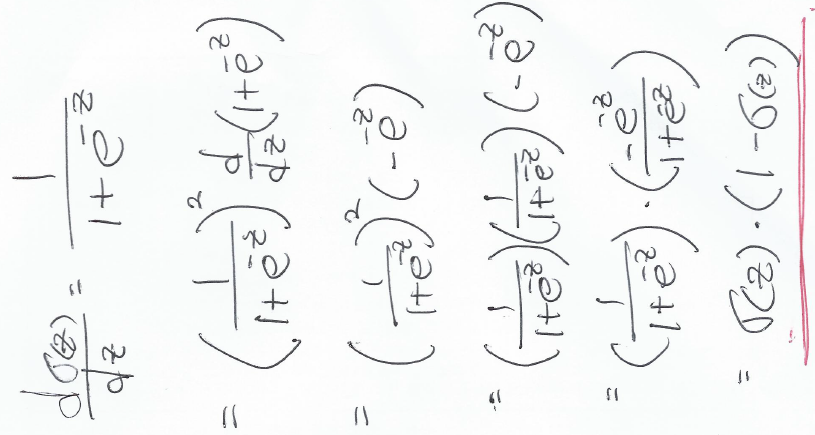 dσ(z)/dz = 1/(1+e^-z)
= (1/(1+e^-z))^2 d/dz (1+e^-z)
= (1/(1+e^-z))^2 (-e^-z)
= (1/(1+e^-z))(1/(1+e^-z))(-e^-z)
= (1/(1+e^-z)) · (-e^-z/(1+e^-z))
= σ(z) · (1-σ(z))